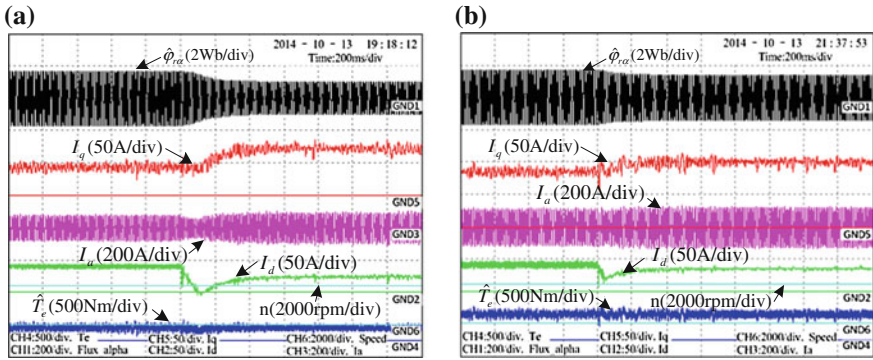 (a)
φ̂rα(2Wb/div)
2014 - 10 - 13 19:18:12
Time:200ms/div
GND1
Iq(50A/div)
GND5
GND3
Ia(200A/div)
Id(50A/div)
GND2
T̂e(500Nm/div)
n(2000rpm/div)
GND6
CH4:500/div. Te CH5:50/div. Iq CH6:2000/div. Speed
GND4
CH1:200/div. Flux_alpha CH2:50/div. Id CH3:200/div. Ia
(b)
φ̂rα(2Wb/div)
2014 - 10 - 13 21:37:53
Time:200ms/div
GND1
Iq(50A/div)
Ia(200A/div)
GND5
Id(50A/div)
GND2
T̂e(500Nm/div)
n(2000rpm/div)
GND6
CH4:500/div. Te CH5:50/div. Iq CH6:2000/div. Speed
GND4
CH1:200/div. Flux_alpha CH2:50/div. Id CH3:200/div. Ia